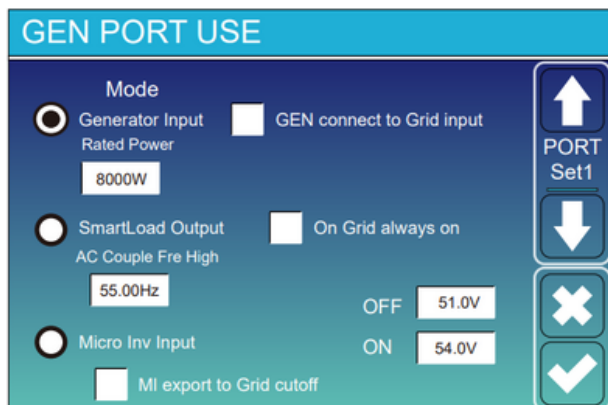 GEN PORT USE
Mode
Generator Input
GEN connect to Grid input
Rated Power
8000W
PORT
Set1
SmartLoad Output
On Grid always on
AC Couple Fre High
55.00Hz
OFF
51.0V
Micro Inv Input
ON
54.0V
MI export to Grid cutoff